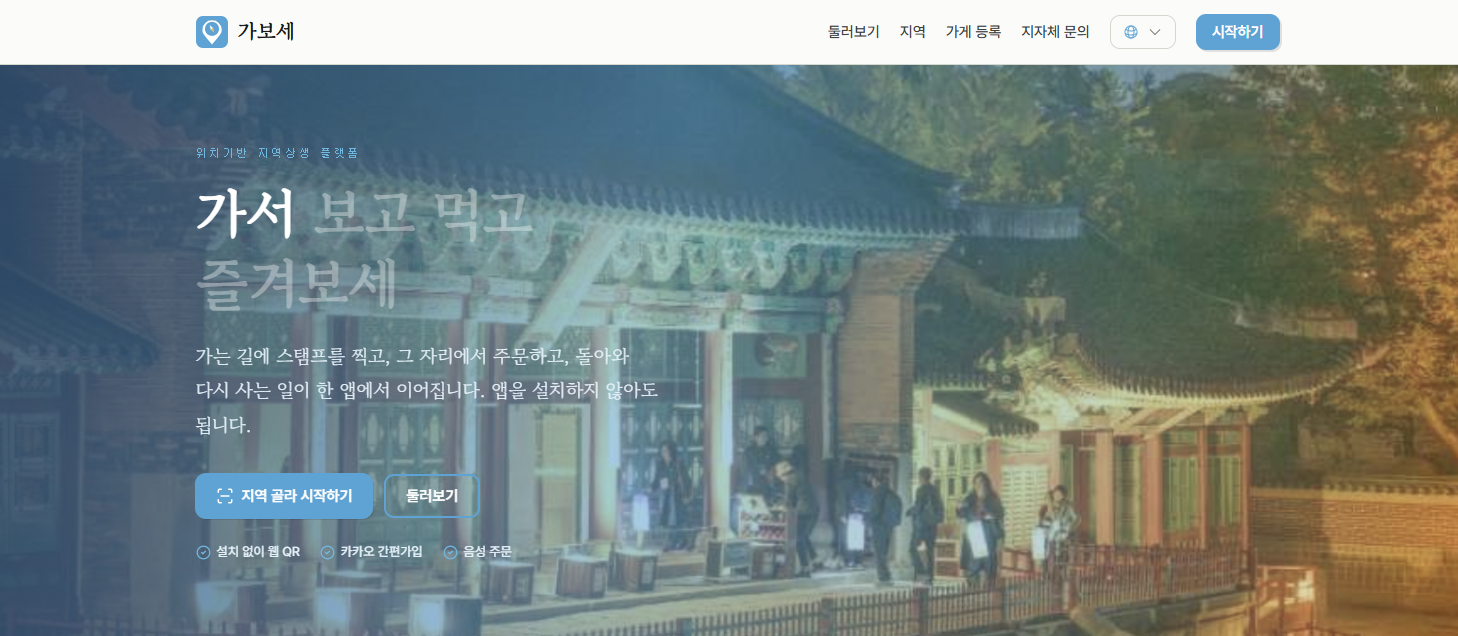 가보세
둘러보기
지역
가게 등록
지자체 문의
시작하기
위치기반 지역상생 플랫폼
가서 보고 먹고
즐겨보세
가는 길에 스탬프를 찍고, 그 자리에서 주문하고, 돌아와
다시 사는 일이 한 앱에서 이어집니다. 앱을 설치하지 않아도
됩니다.
지역 골라 시작하기
둘러보기
설치 없이 웹 QR
카카오 간편가입
음성 주문